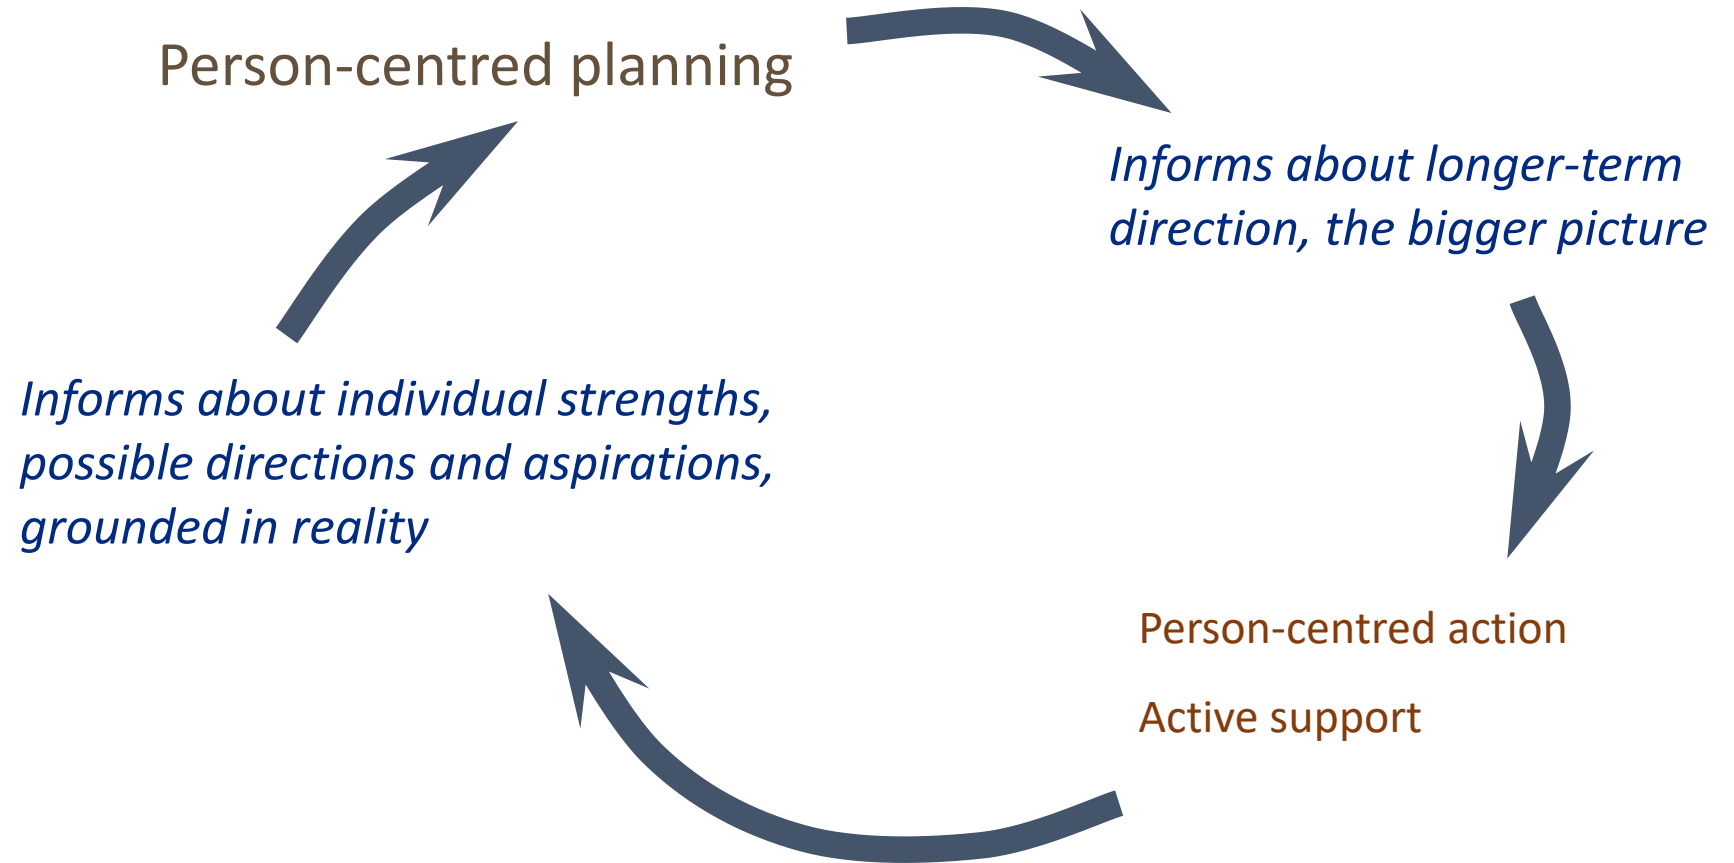 Person-centred planning
Informs about longer-term
direction, the bigger picture
Informs about individual strengths,
possible directions and aspirations,
grounded in reality
Person-centred action
Active support